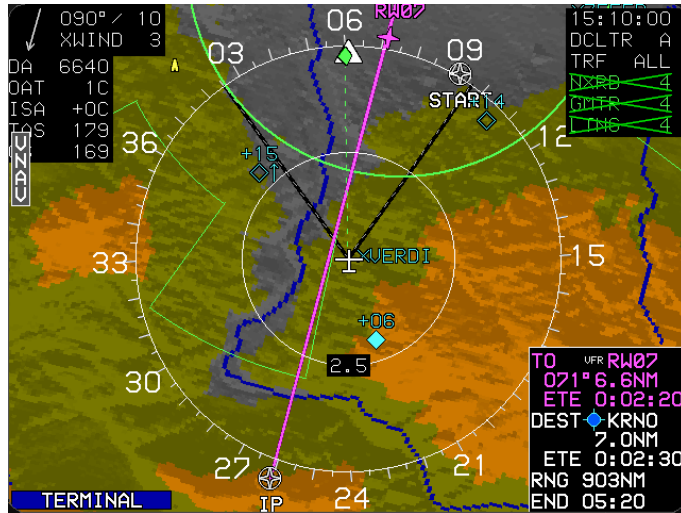 090° / 10
XWIND 3
DA 6640
OAT 1C
ISA +0C
TAS 179
169
VNAV
15:10:00
DCLTR A
TRF ALL
NXRD 4
GMTR 4
LTNG 4
RW07
03
06
09
12
15
21
24
27
30
33
36
START
+14
+15
VERDI
+06
2.5
IP
TERMINAL
TO VFR RW07
071° 6.6NM
ETE 0:02:20
DEST KRNO
7.0NM
ETE 0:02:30
RNG 903NM
END 05:20